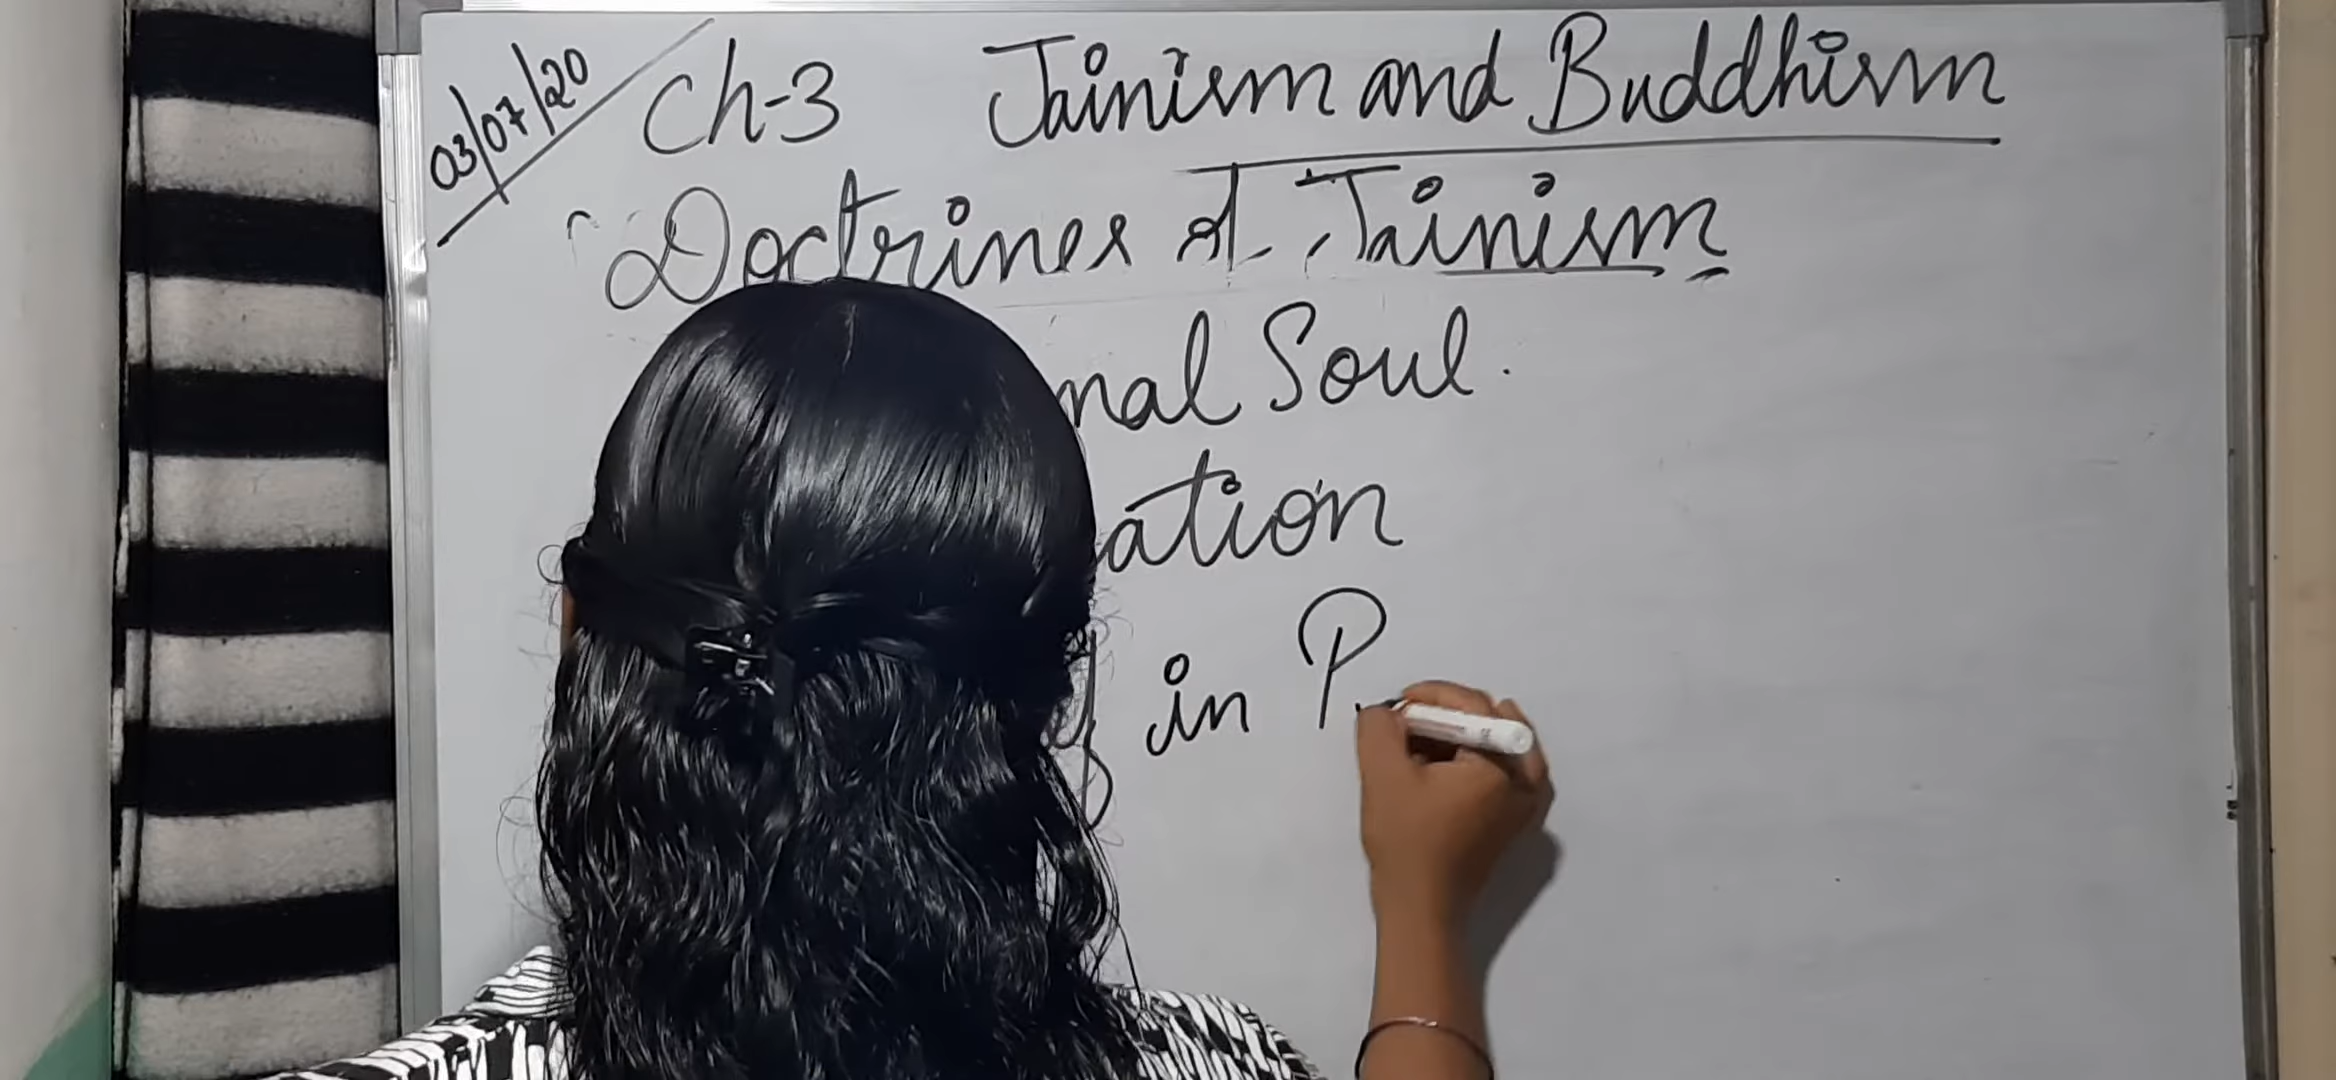 03/07/20
Ch-3 Jainism and Buddhism
Doctrines of Jainism
nal Soul.
ation
in P